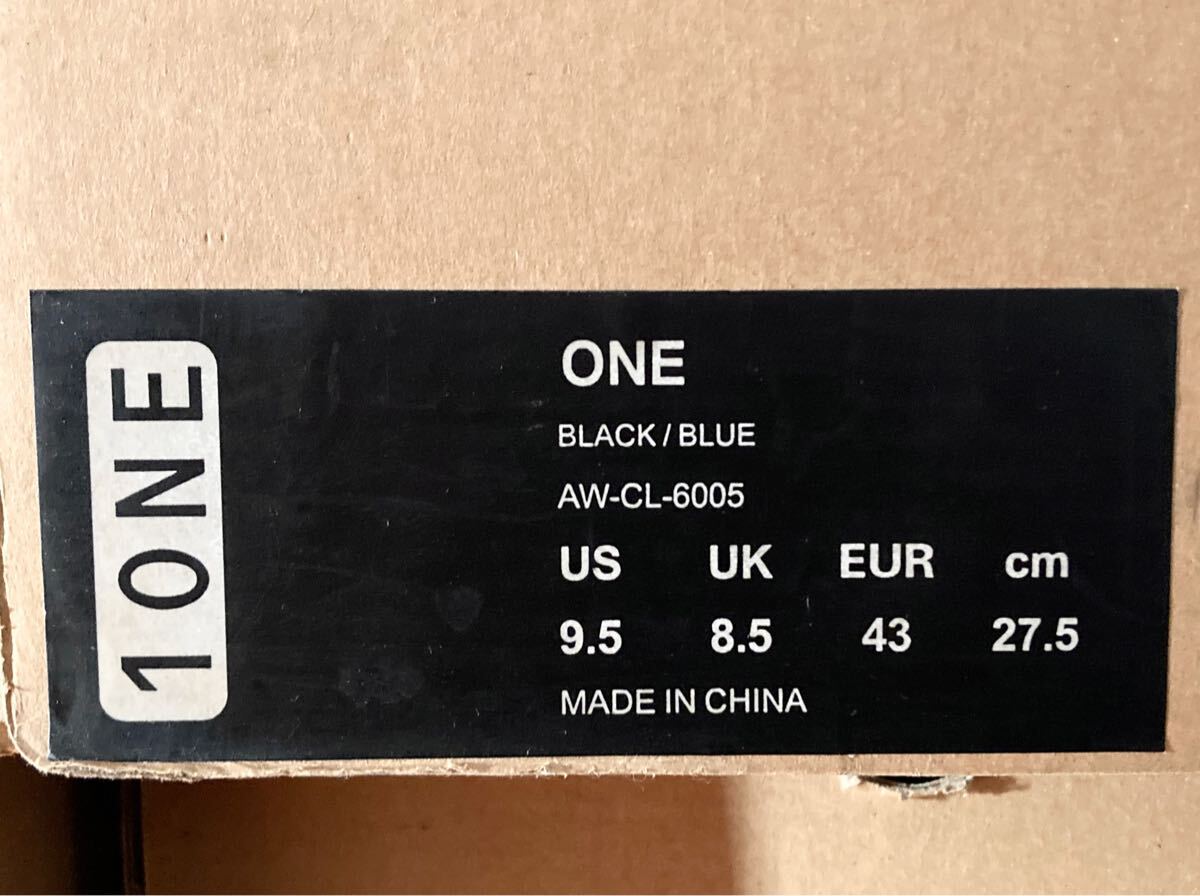 1ONE
ONE
BLACK / BLUE
AW-CL-6005
US UK EUR cm
9.5 8.5 43 27.5
MADE IN CHINA